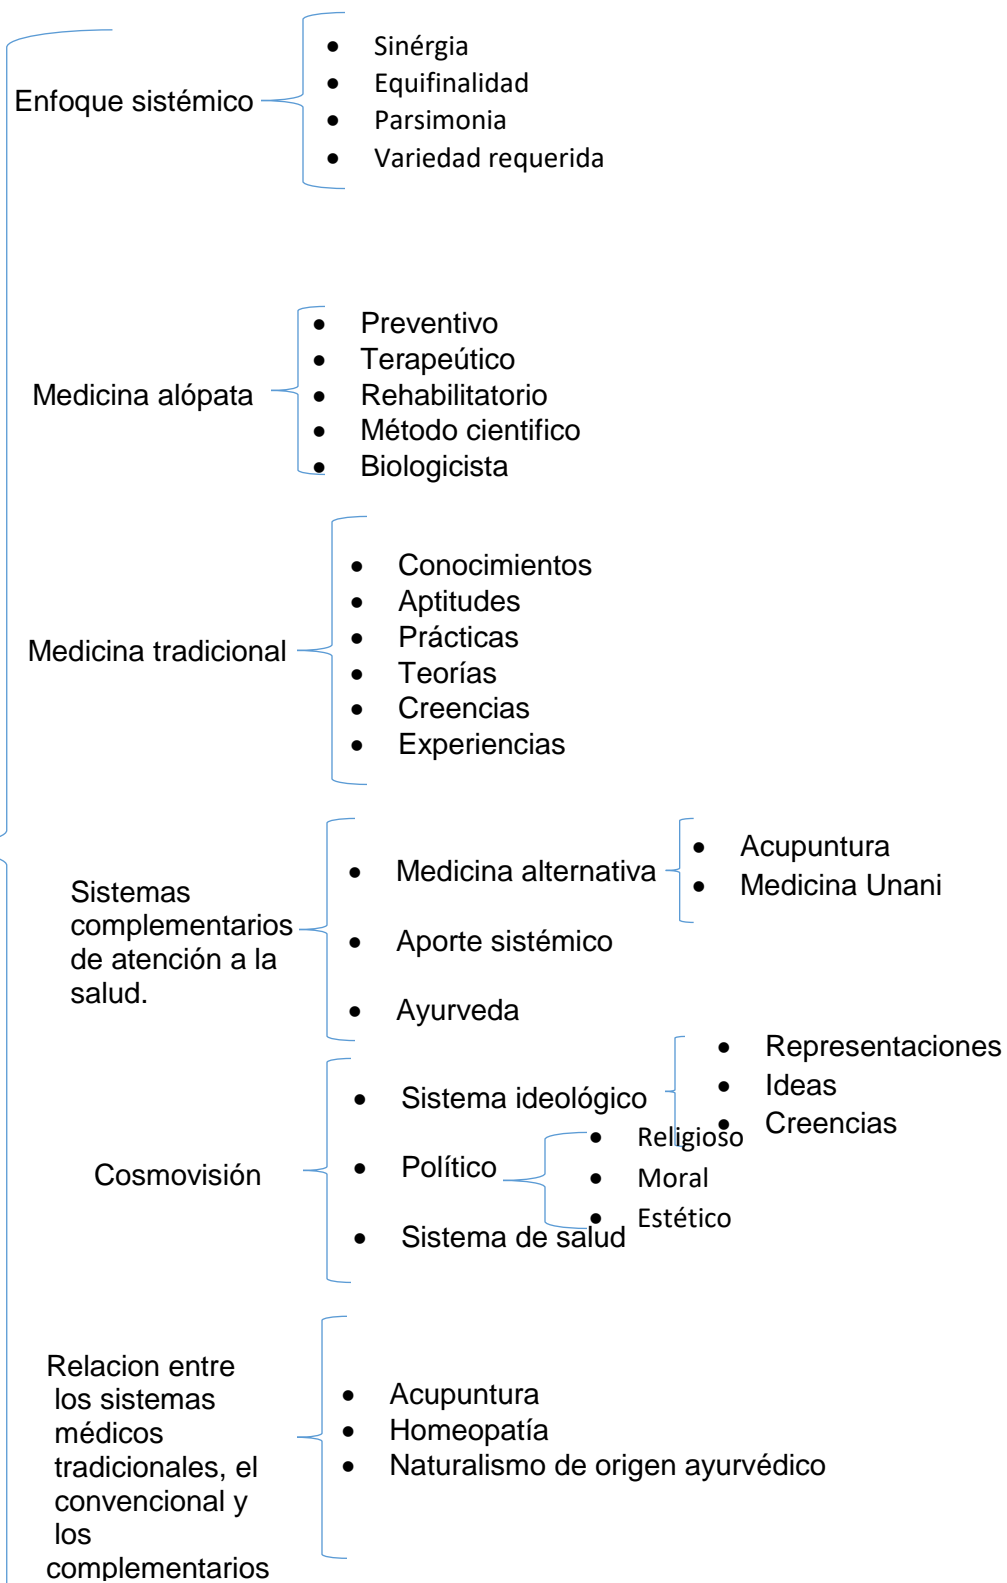 Enfoque sistémico
Sinérgia
Equifinalidad
Parsimonia
Variedad requerida
Medicina alópata
Preventivo
Terapeútico
Rehabilitatorio
Método cientifico
Biologicista
Medicina tradicional
Conocimientos
Aptitudes
Prácticas
Teorías
Creencias
Experiencias
Sistemas
complementarios
de atención a la
salud.
Medicina alternativa
Acupuntura
Medicina Unani
Aporte sistémico
Ayurveda
Cosmovisión
Sistema ideológico
Representaciones
Ideas
Creencias
Político
Religioso
Moral
Estético
Sistema de salud
Relacion entre
los sistemas
médicos
tradicionales, el
convencional y
los
complementarios
Acupuntura
Homeopatía
Naturalismo de origen ayurvédico